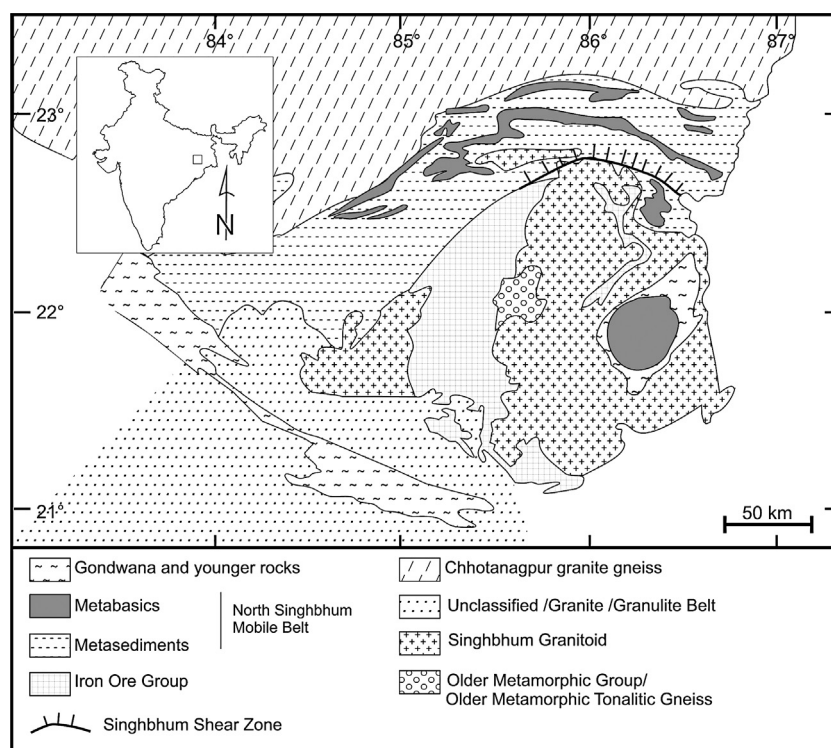 84°
85°
86°
87°
23°
22°
21°
N
50 km
Gondwana and younger rocks
Metabasics
North Singhbhum
Mobile Belt
Metasediments
Iron Ore Group
Singhbhum Shear Zone
Chhotanagpur granite gneiss
Unclassified /Granite /Granulite Belt
Singhbhum Granitoid
Older Metamorphic Group/
Older Metamorphic Tonalitic Gneiss